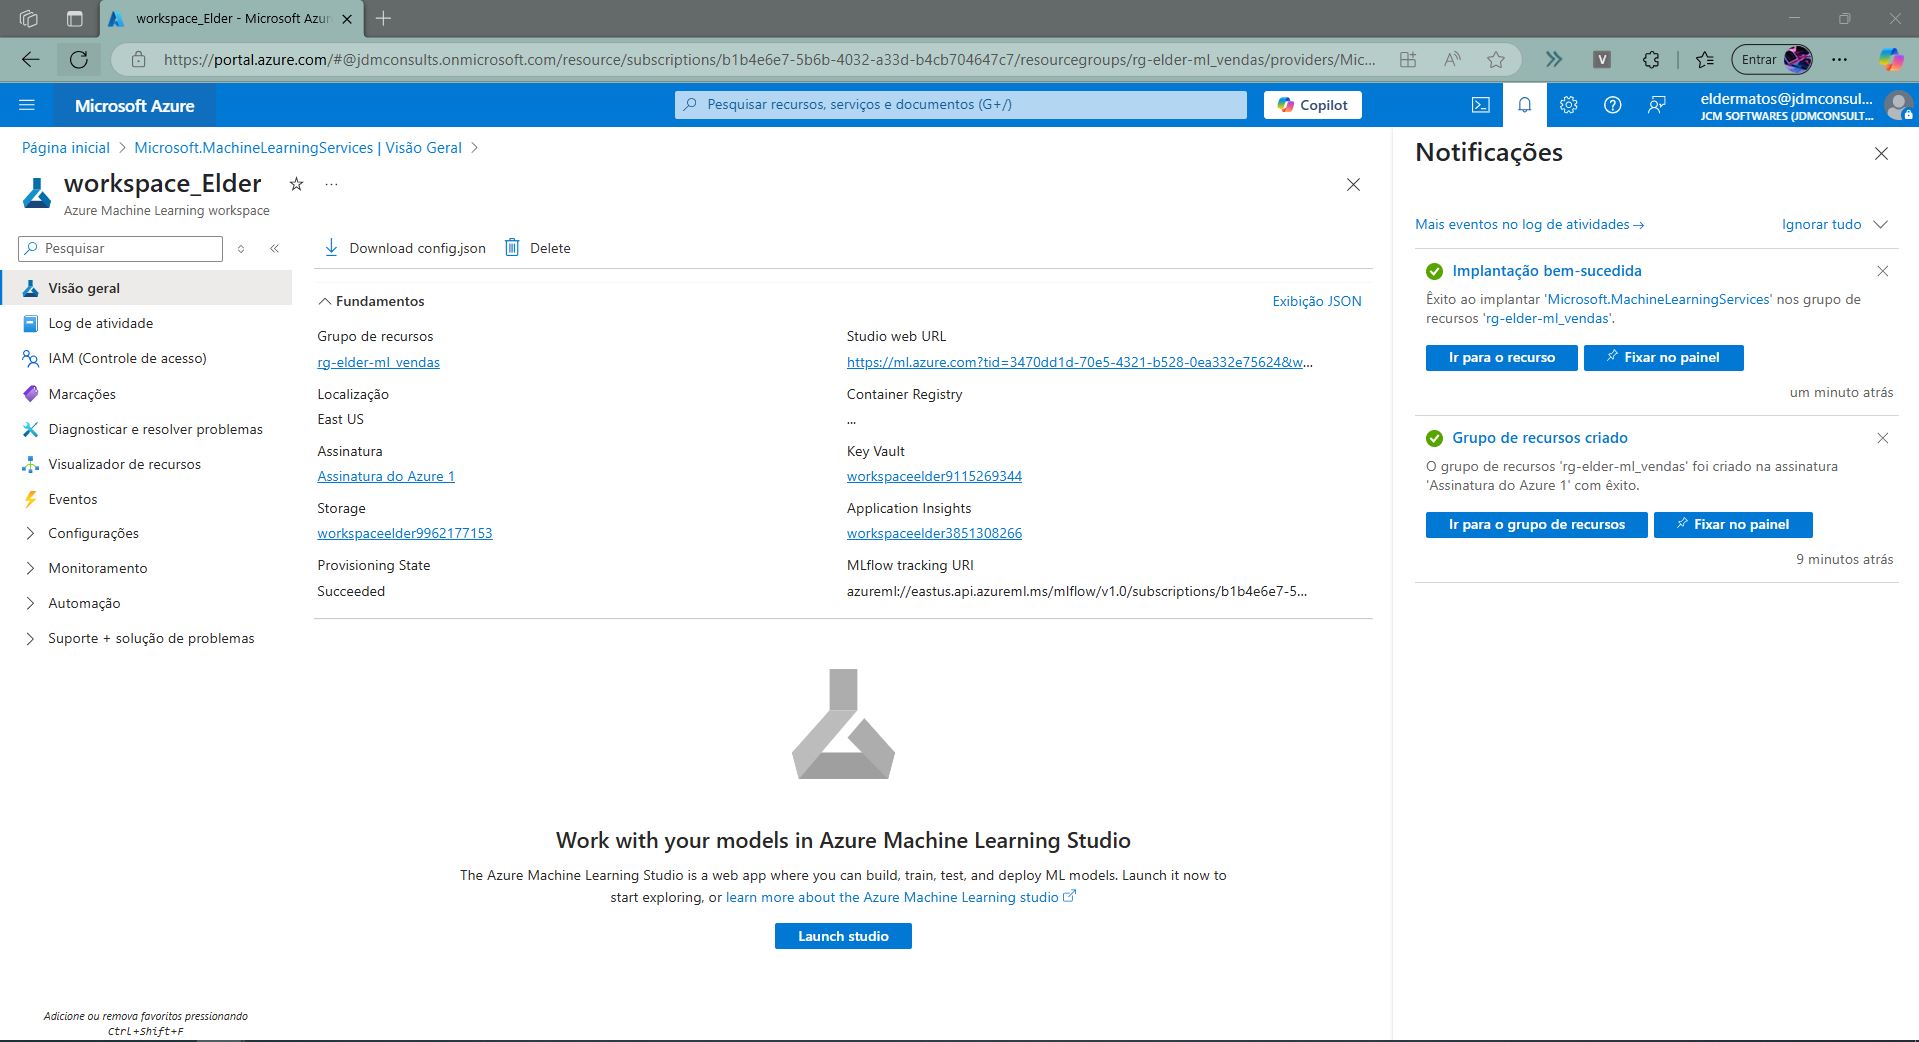 workspace_Elder - Microsoft Azur
https://portal.azure.com/#@jdmconsults.onmicrosoft.com/resource/subscriptions/b1b4e6e7-5b6b-4032-a33d-b4cb704647c7/resourcegroups/rg-elder-ml_vendas/providers/Mic...
V
Entrar
Microsoft Azure
Pesquisar recursos, serviços e documentos (G+/)
Copilot
eldermatos@jdmconsul...
JCM SOFTWARES (JDMCONSULT...
Página inicial > Microsoft.MachineLearningServices | Visão Geral >
workspace_Elder
...
Azure Machine Learning workspace
Pesquisar
Visão geral
Log de atividade
IAM (Controle de acesso)
Marcações
Diagnosticar e resolver problemas
Visualizador de recursos
Eventos
Configurações
Monitoramento
Automação
Suporte + solução de problemas
Adicione ou remova favoritos pressionando
Ctrl+Shift+F
Download config.json
Delete
Fundamentos
Exibição JSON
Grupo de recursos
rg-elder-ml_vendas
Localização
East US
Assinatura
Assinatura do Azure 1
Storage
workspaceelder9962177153
Provisioning State
Succeeded
Studio web URL
https://ml.azure.com?tid=3470dd1d-70e5-4321-b528-0ea332e75624&w...
Container Registry
...
Key Vault
workspaceelder9115269344
Application Insights
workspaceelder3851308266
MLflow tracking URI
azureml://eastus.api.azureml.ms/mlflow/v1.0/subscriptions/b1b4e6e7-5...
Work with your models in Azure Machine Learning Studio
The Azure Machine Learning Studio is a web app where you can build, train, test, and deploy ML models. Launch it now to
start exploring, or learn more about the Azure Machine Learning studio
Launch studio
Notificações
Mais eventos no log de atividades →
Ignorar tudo
Implantação bem-sucedida
Êxito ao implantar 'Microsoft.MachineLearningServices' nos grupo de
recursos 'rg-elder-ml_vendas'.
Ir para o recurso
Fixar no painel
um minuto atrás
Grupo de recursos criado
O grupo de recursos 'rg-elder-ml_vendas' foi criado na assinatura
'Assinatura do Azure 1' com êxito.
Ir para o grupo de recursos
Fixar no painel
9 minutos atrás